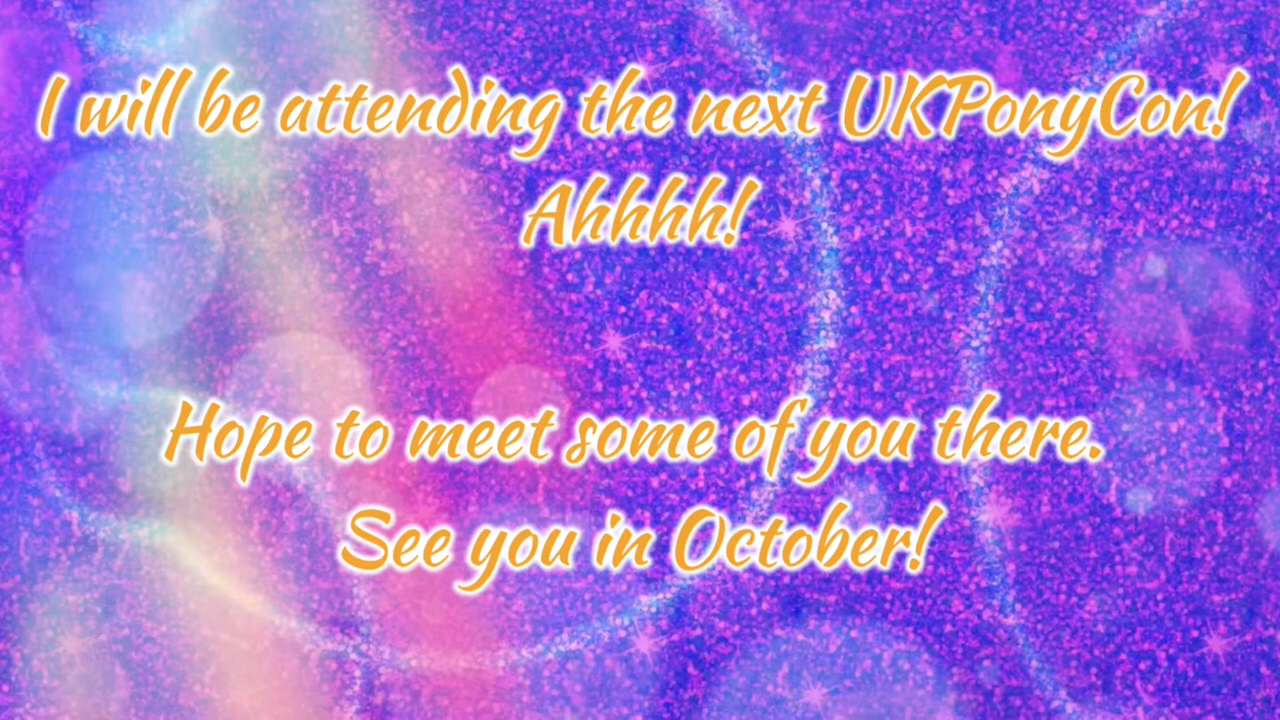 I will be attending the next UKPonyCon!
Ahhhh!
Hope to meet some of you there.
See you in October!